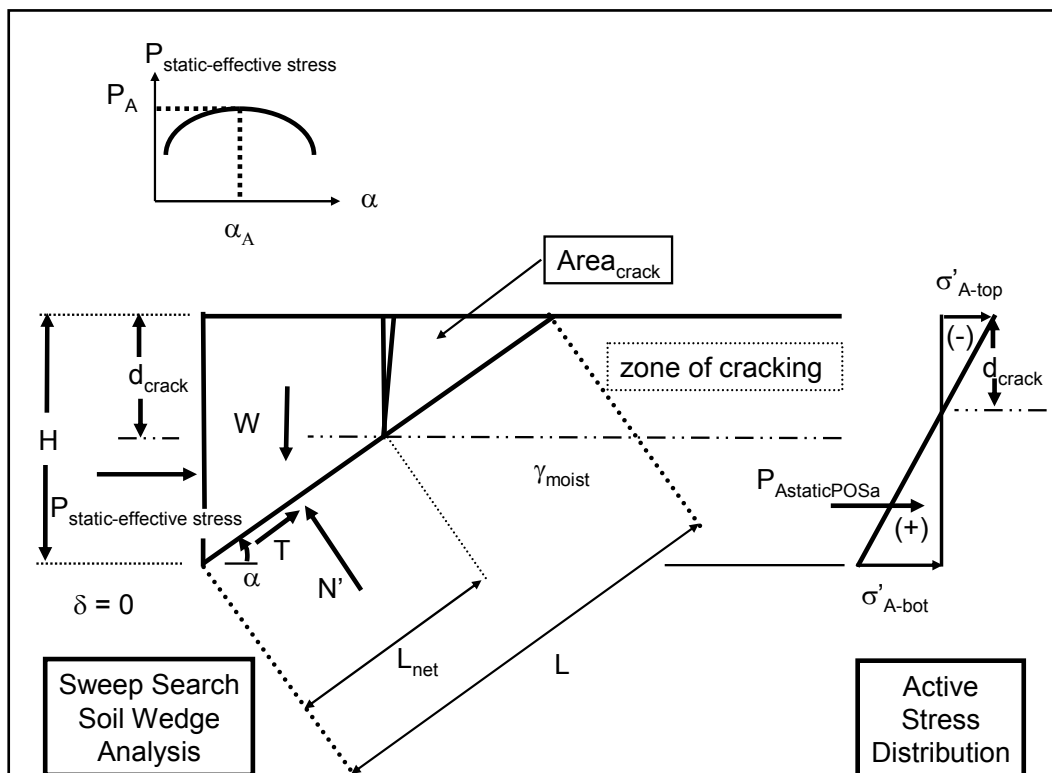 P static-effective stress
P A
α
α A
Area crack
σ' A-top
(-)
d crack
zone of cracking
d crack
H
W
γ moist
P AstaticPOSa
P static-effective stress
(+)
T
α
N'
δ = 0
σ' A-bot
L net
L
Sweep Search
Soil Wedge
Analysis
Active
Stress
Distribution